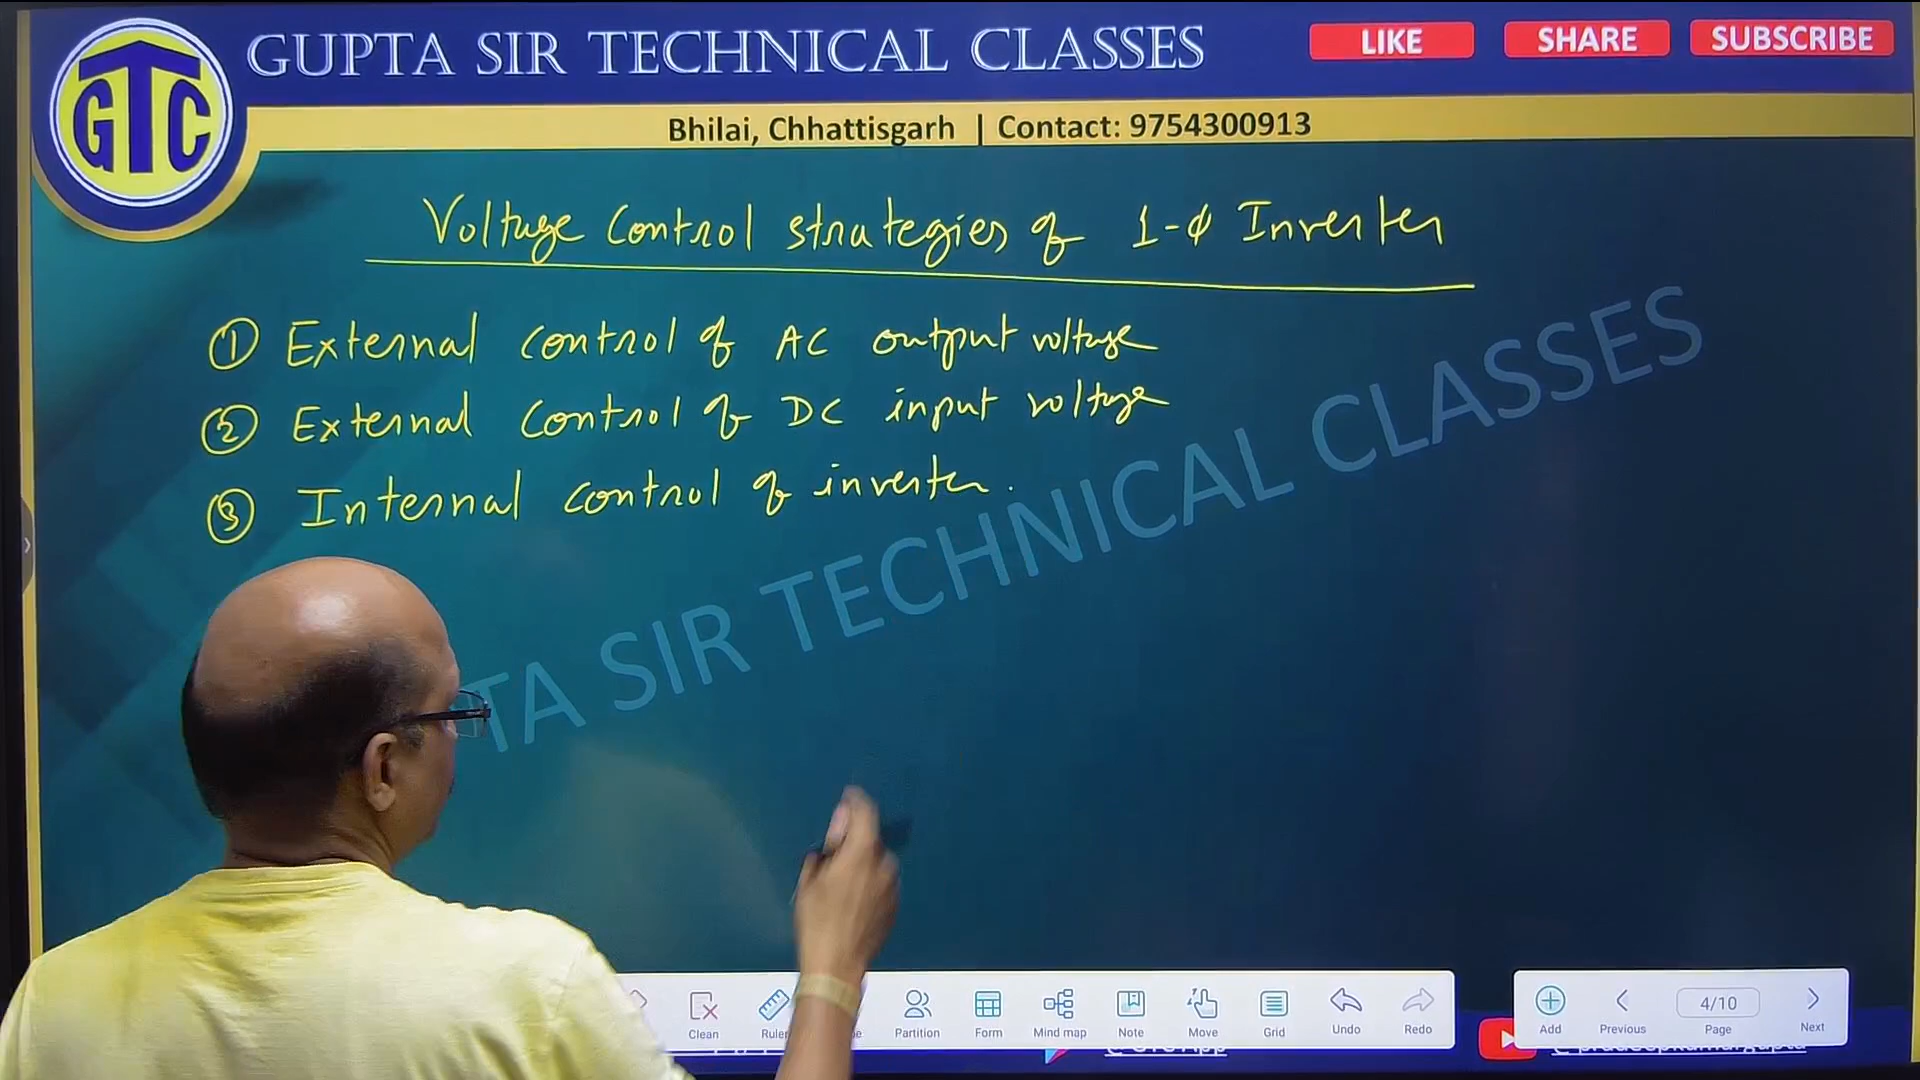 GTC
GUPTA SIR TECHNICAL CLASSES
LIKE
SHARE
SUBSCRIBE
Bhilai, Chhattisgarh | Contact: 9754300913
Voltage Control strategies of 1-ϕ Inverter
① External control of AC output voltage
② External control of DC input voltage
③ Internal control of inverter.
TA SIR TECHNICAL CLASSES
Clean
Ruler
Partition
Form
Mind map
Note
Move
Grid
Undo
Redo
Add
Previous
4/10
Page
Next